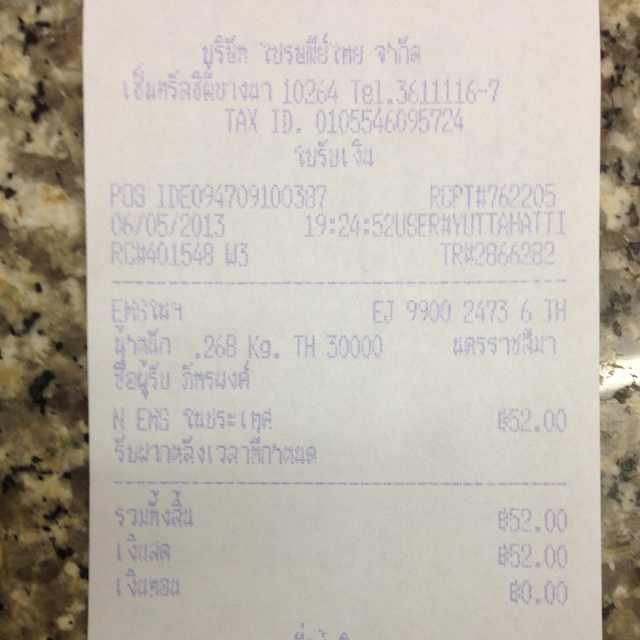 บริษัท ไปรษณีย์ไทย จำกัด
เซ็นทรัลซิตี้บางนา 10264 Tel.3611116-7
TAX ID. 0105546095724
ใบรับเงิน
POS IDE094709100387 RCPT#762205
06/05/2013 19:24:52USER#YUTTAHATTI
RC#401548 W3 TR#2866282
EMSในฯ EJ 9900 2473 6 TH
น้ำหนัก .268 Kg. TH 30000 นครราชสีมา
ชื่อผู้รับ ภัทรพงศ์
N EMS ในประเทศ ฿52.00
รับฝากหลังเวลาที่กำหนด
รวมทั้งสิ้น ฿52.00
เงินสด ฿52.00
เงินทอน ฿0.00